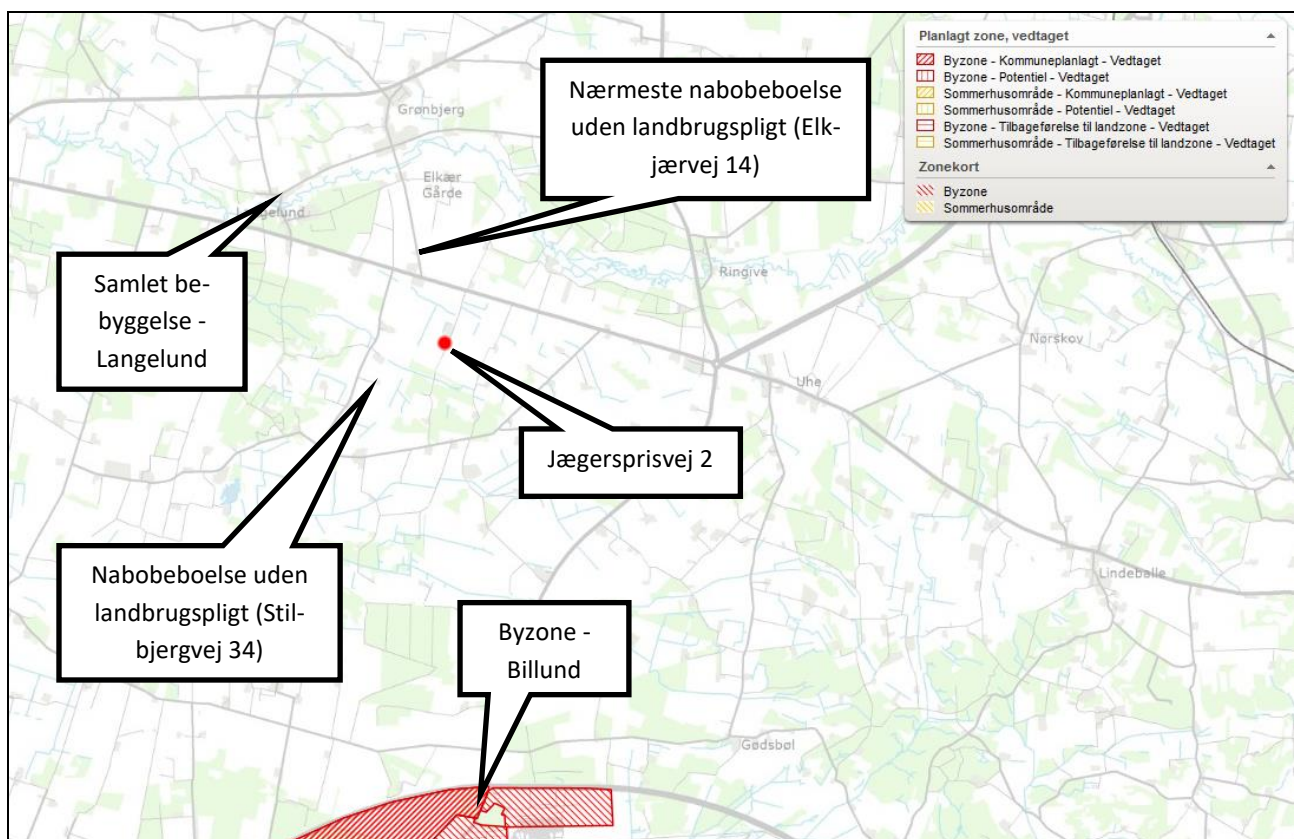 Planlagt zone, vedtaget
Byzone - Kommuneplanlagt - Vedtaget
Byzone - Potentiel - Vedtaget
Sommerhusområde - Kommuneplanlagt - Vedtaget
Sommerhusområde - Potentiel - Vedtaget
Byzone - Tilbageførelse til landzone - Vedtaget
Sommerhusområde - Tilbageførelse til landzone - Vedtaget
Zonekort
Byzone
Sommerhusområde
Nærmeste nabobeboelse
uden landbrugspligt (Elk-
jærvej 14)
Grønbjerg
Elkær
Gårde
Langelund
Samlet be-
byggelse -
Langelund
Ringive
Nørskov
Uhe
Jægersprisvej 2
Nabobeboelse uden
landbrugspligt (Stil-
bjergvej 34)
Lindeballe
Byzone -
Billund
Gødsbøl